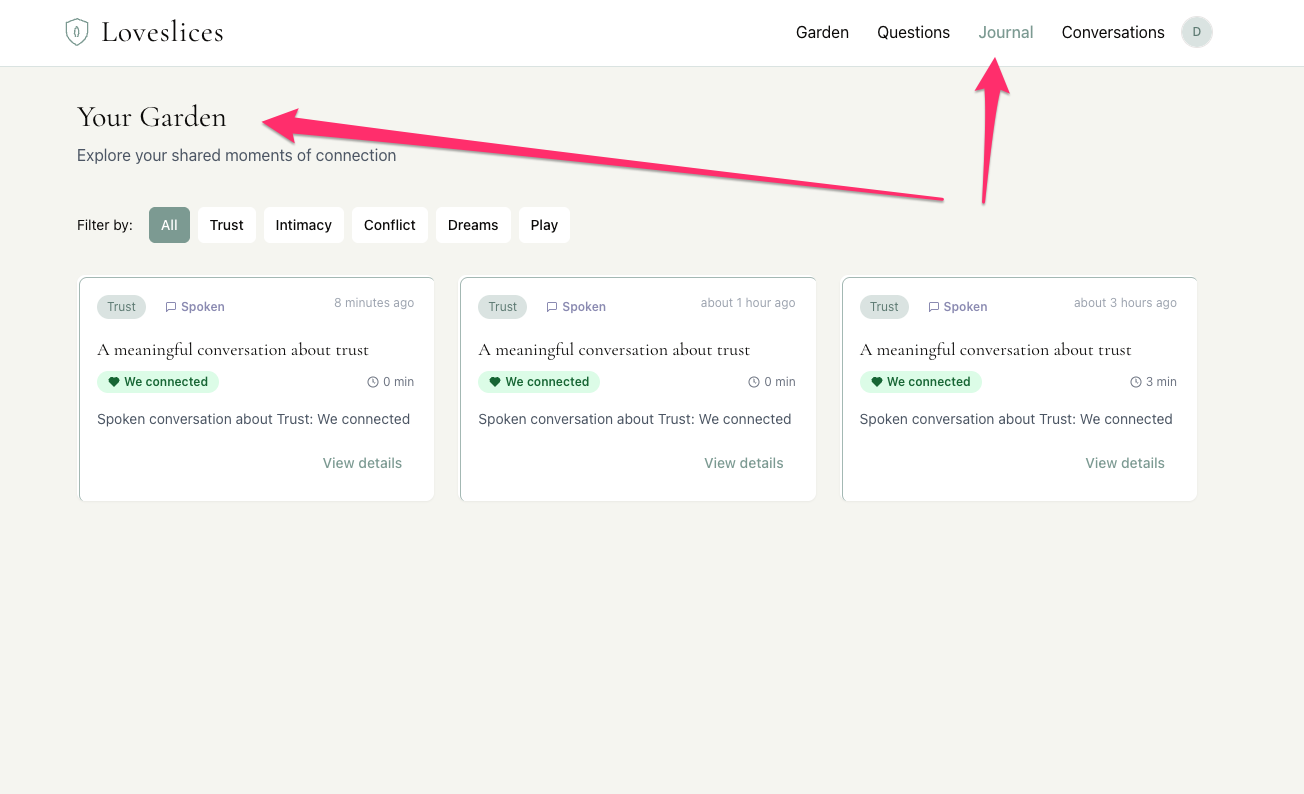 Loveslices
Garden Questions Journal Conversations D
Your Garden
Explore your shared moments of connection
Filter by: All Trust Intimacy Conflict Dreams Play
Trust Spoken 8 minutes ago
A meaningful conversation about trust
We connected 0 min
Spoken conversation about Trust: We connected
View details
Trust Spoken about 1 hour ago
A meaningful conversation about trust
We connected 0 min
Spoken conversation about Trust: We connected
View details
Trust Spoken about 3 hours ago
A meaningful conversation about trust
We connected 3 min
Spoken conversation about Trust: We connected
View details